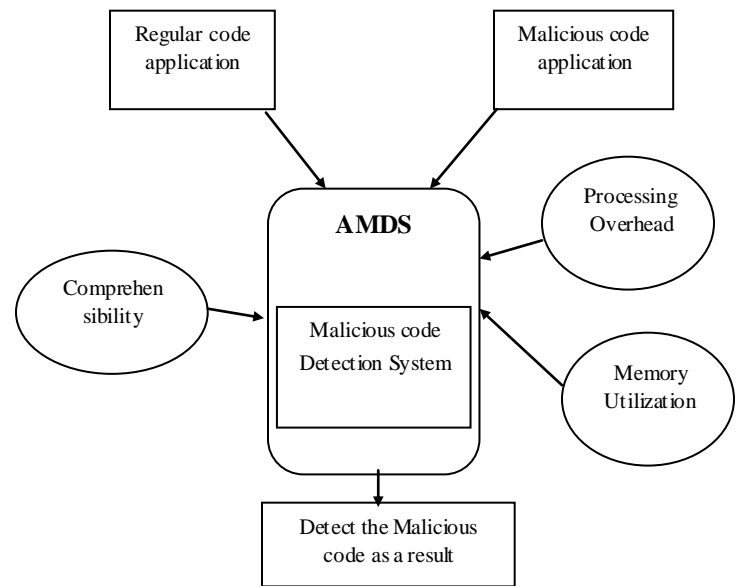 Regular code
application
Malicious code
application
Processing
Overhead
AMDS
Comprehen
sibility
Malicious code
Detection System
Memory
Utilization
Detect the Malicious
code as a result